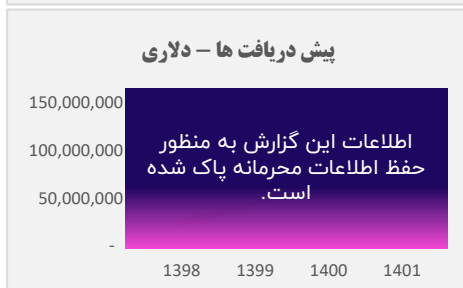 پیش دریافت ها – دلاری
150,000,000
100,000,000
50,000,000
-
اطلاعات این گزارش به منظور
حفظ اطلاعات محرمانه پاک شده
است.
1398 1399 1400 1401